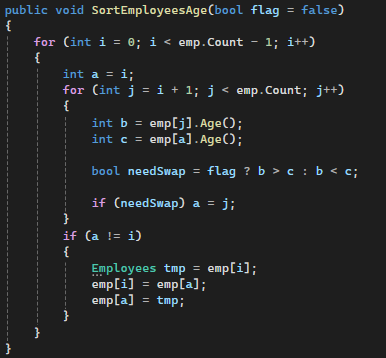 public void SortEmployeesAge(bool flag = false)
{
    for (int i = 0; i < emp.Count - 1; i++)
    {
        int a = i;
        for (int j = i + 1; j < emp.Count; j++)
        {
            int b = emp[j].Age();
            int c = emp[a].Age();

            bool needSwap = flag ? b > c : b < c;

            if (needSwap) a = j;
        }
        if (a != i)
        {
            Employees tmp = emp[i];
            emp[i] = emp[a];
            emp[a] = tmp;
        }
    }
}